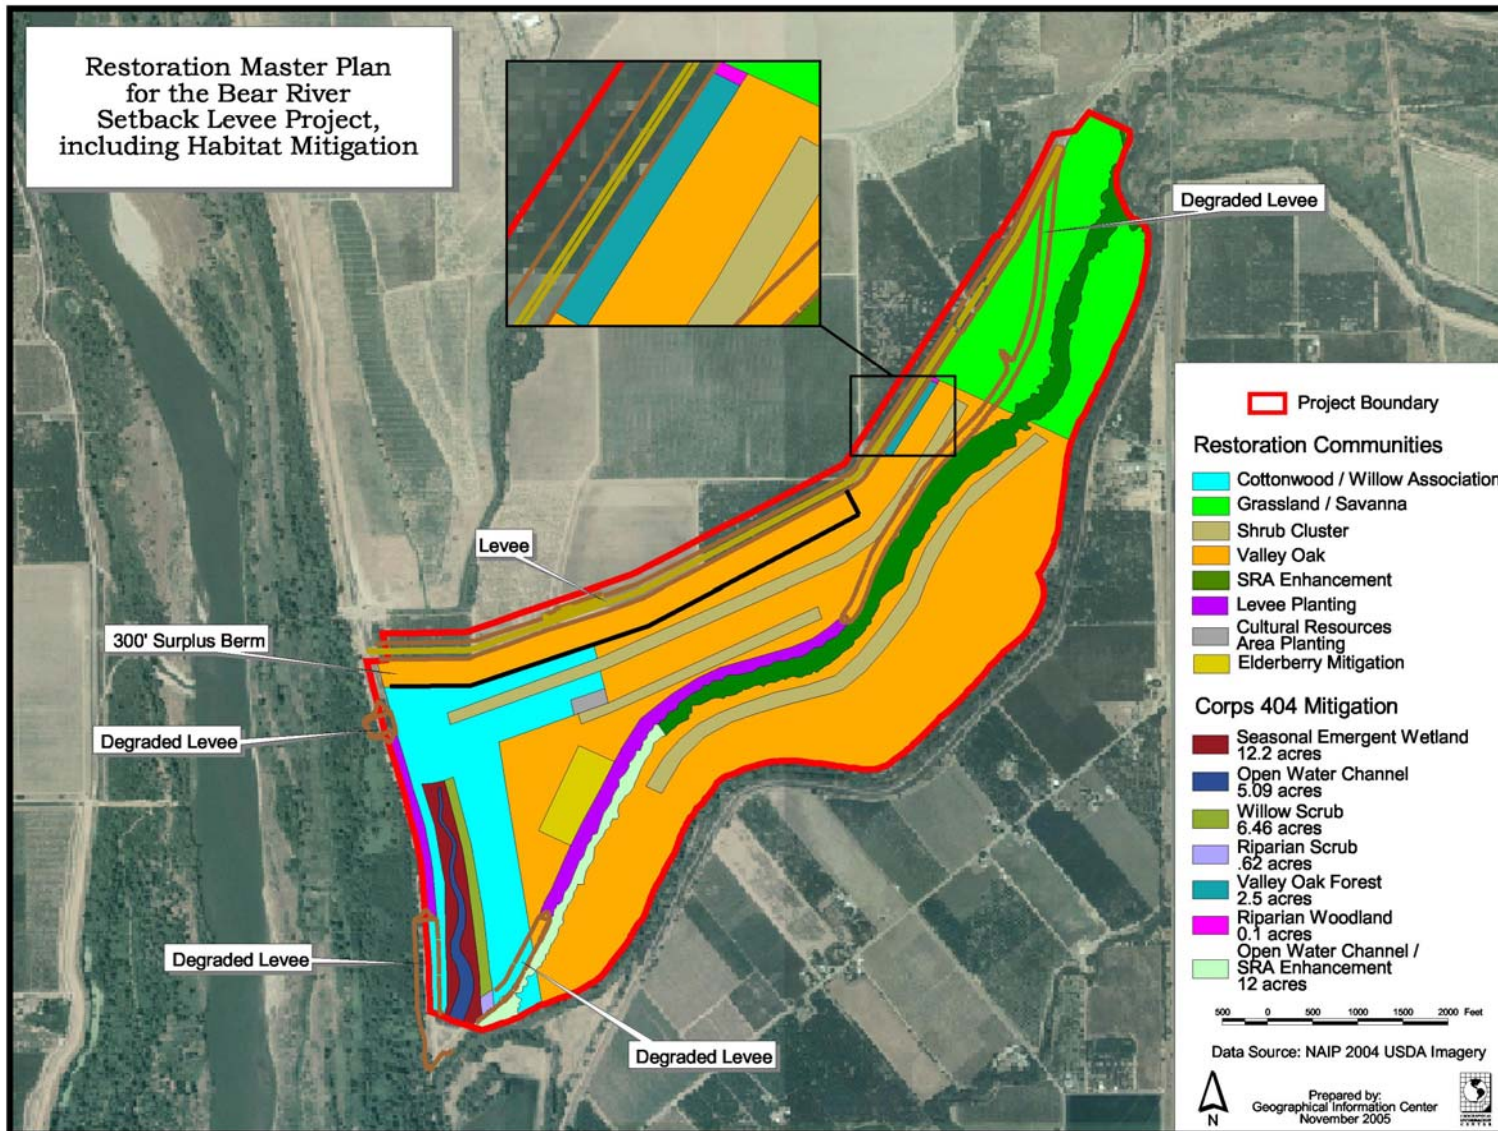 Restoration Master Plan
for the Bear River
Setback Levee Project,
including Habitat Mitigation
Degraded Levee
Levee
300' Surplus Berm
Degraded Levee
Degraded Levee
Degraded Levee
Project Boundary
Restoration Communities
Cottonwood / Willow Association
Grassland / Savanna
Shrub Cluster
Valley Oak
SRA Enhancement
Levee Planting
Cultural Resources
Area Planting
Elderberry Mitigation
Corps 404 Mitigation
Seasonal Emergent Wetland
12.2 acres
Open Water Channel
5.09 acres
Willow Scrub
6.46 acres
Riparian Scrub
.62 acres
Valley Oak Forest
2.5 acres
Riparian Woodland
0.1 acres
Open Water Channel /
SRA Enhancement
12 acres
500 0 500 1000 1500 2000 Feet
Data Source: NAIP 2004 USDA Imagery
Prepared by:
Geographical Information Center
November 2005
N